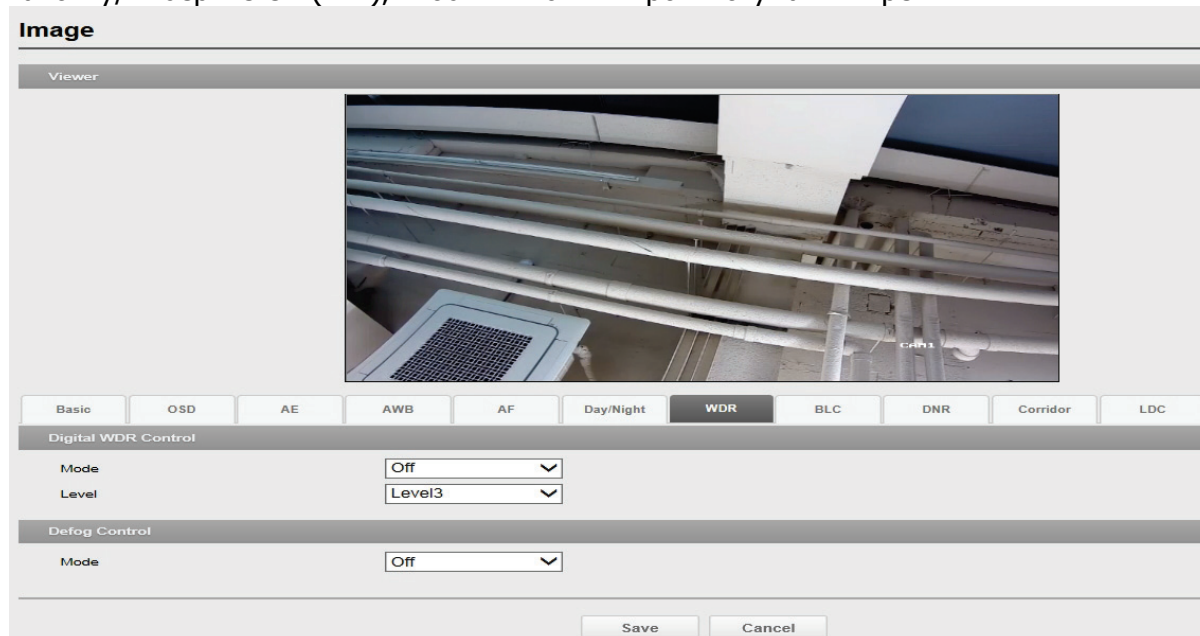 Image
Viewer
CAM1
Basic OSD AE AWB AF Day/Night WDR BLC DNR Corridor LDC
Digital WDR Control
Mode Off
Level Level3
Defog Control
Mode Off
Save Cancel